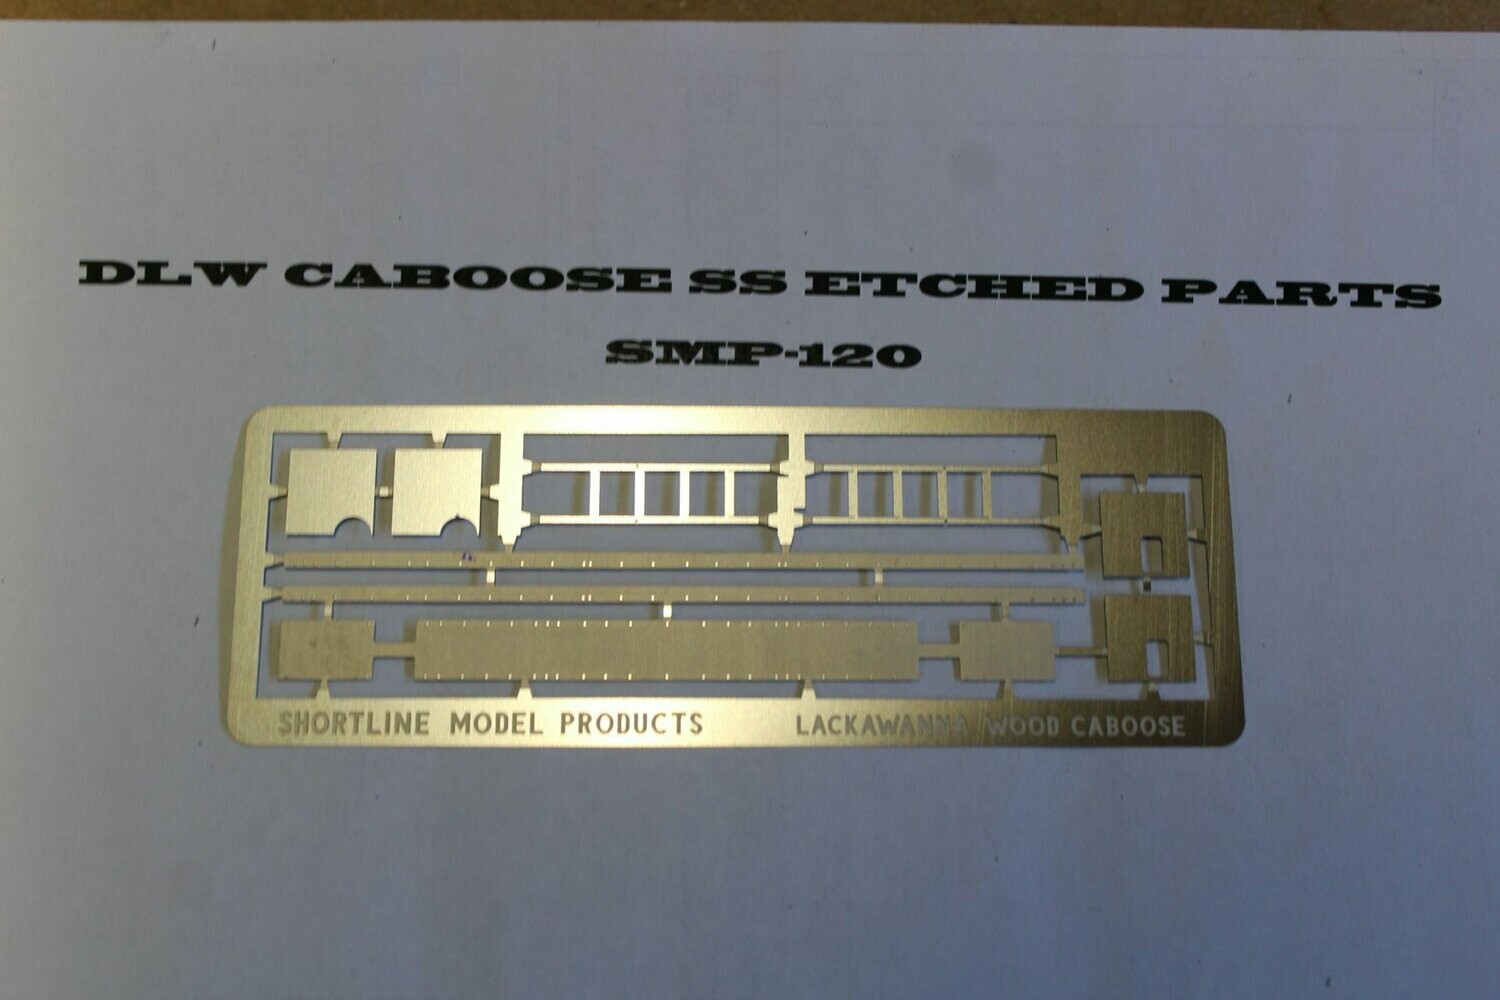 DLW CABOOSE SS ETCHED PARTS
SMP-120
SHORTLINE MODEL PRODUCTS LACKAWANNA WOOD CABOOSE